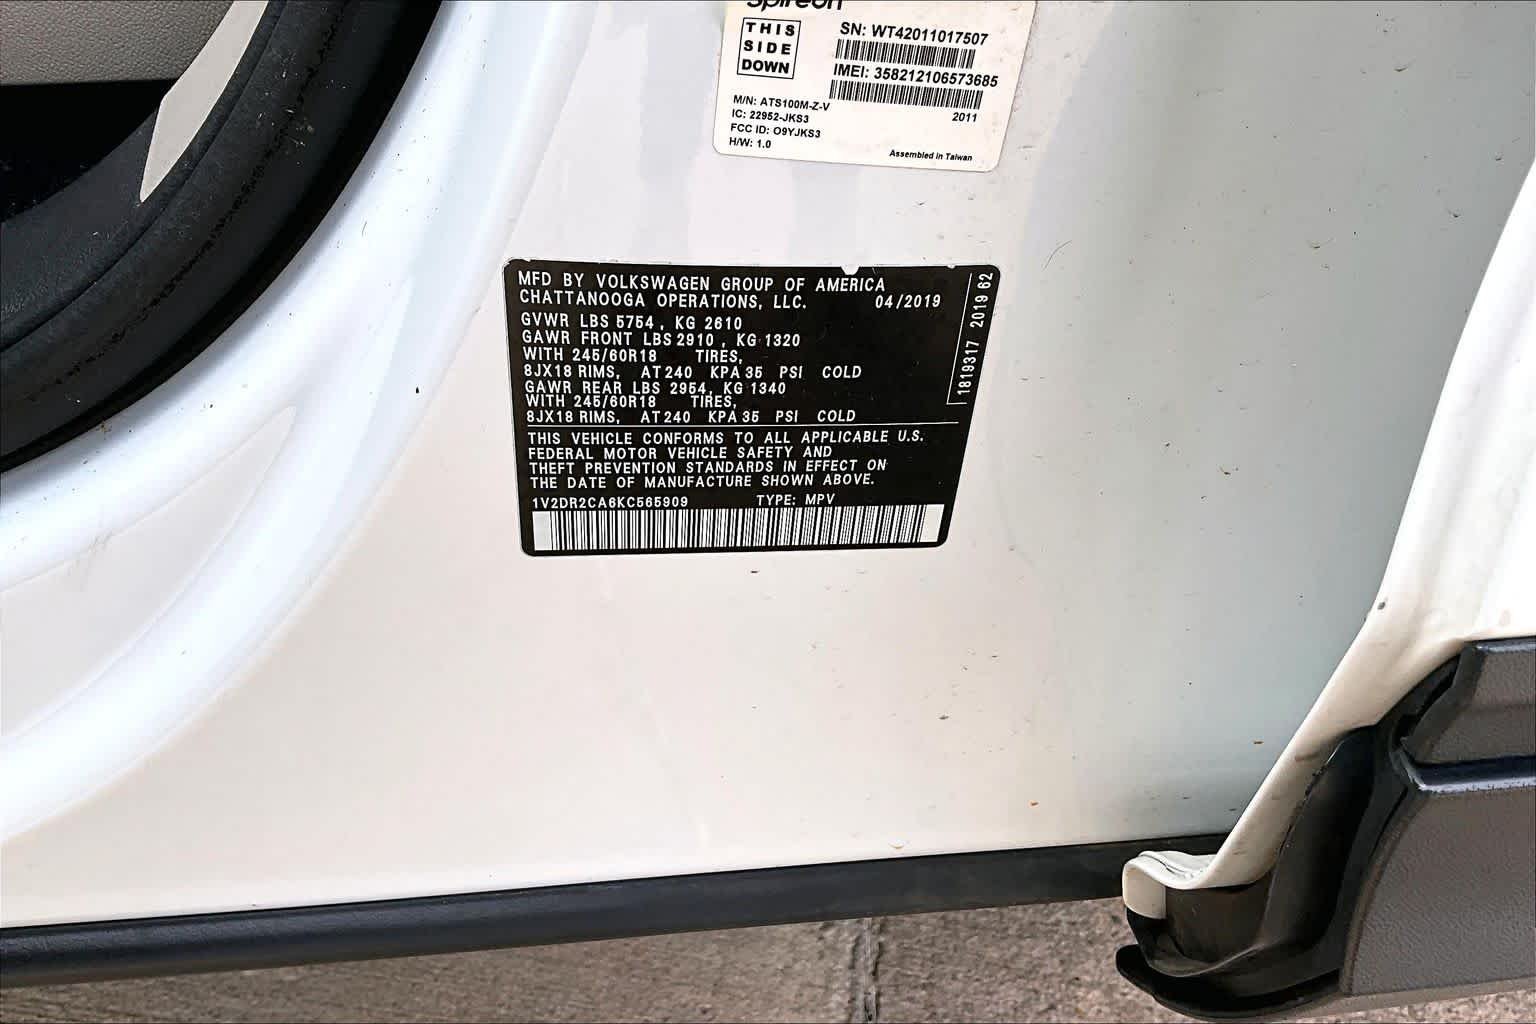 Spireon
THIS
SIDE
DOWN
SN: WT42011017507
IMEI: 358212106573685
2011
M/N: ATS100M-Z-V
IC: 22952-JKS3
FCC ID: O9YJKS3
H/W: 1.0
Assembled in Taiwan
MFD BY VOLKSWAGEN GROUP OF AMERICA
CHATTANOOGA OPERATIONS, LLC. 04/2019
GVWR LBS 5754, KG 2610
GAWR FRONT LBS 2910, KG 1320
WITH 245/60R18 TIRES,
8JX18 RIMS, AT 240 KPA 35 PSI COLD
GAWR REAR LBS 2954, KG 1340
WITH 245/60R18 TIRES,
8JX18 RIMS, AT 240 KPA 35 PSI COLD
THIS VEHICLE CONFORMS TO ALL APPLICABLE U.S.
FEDERAL MOTOR VEHICLE SAFETY AND
THEFT PREVENTION STANDARDS IN EFFECT ON
THE DATE OF MANUFACTURE SHOWN ABOVE.
1V2DR2CA6KC565909 TYPE: MPV
1819317 2019 62